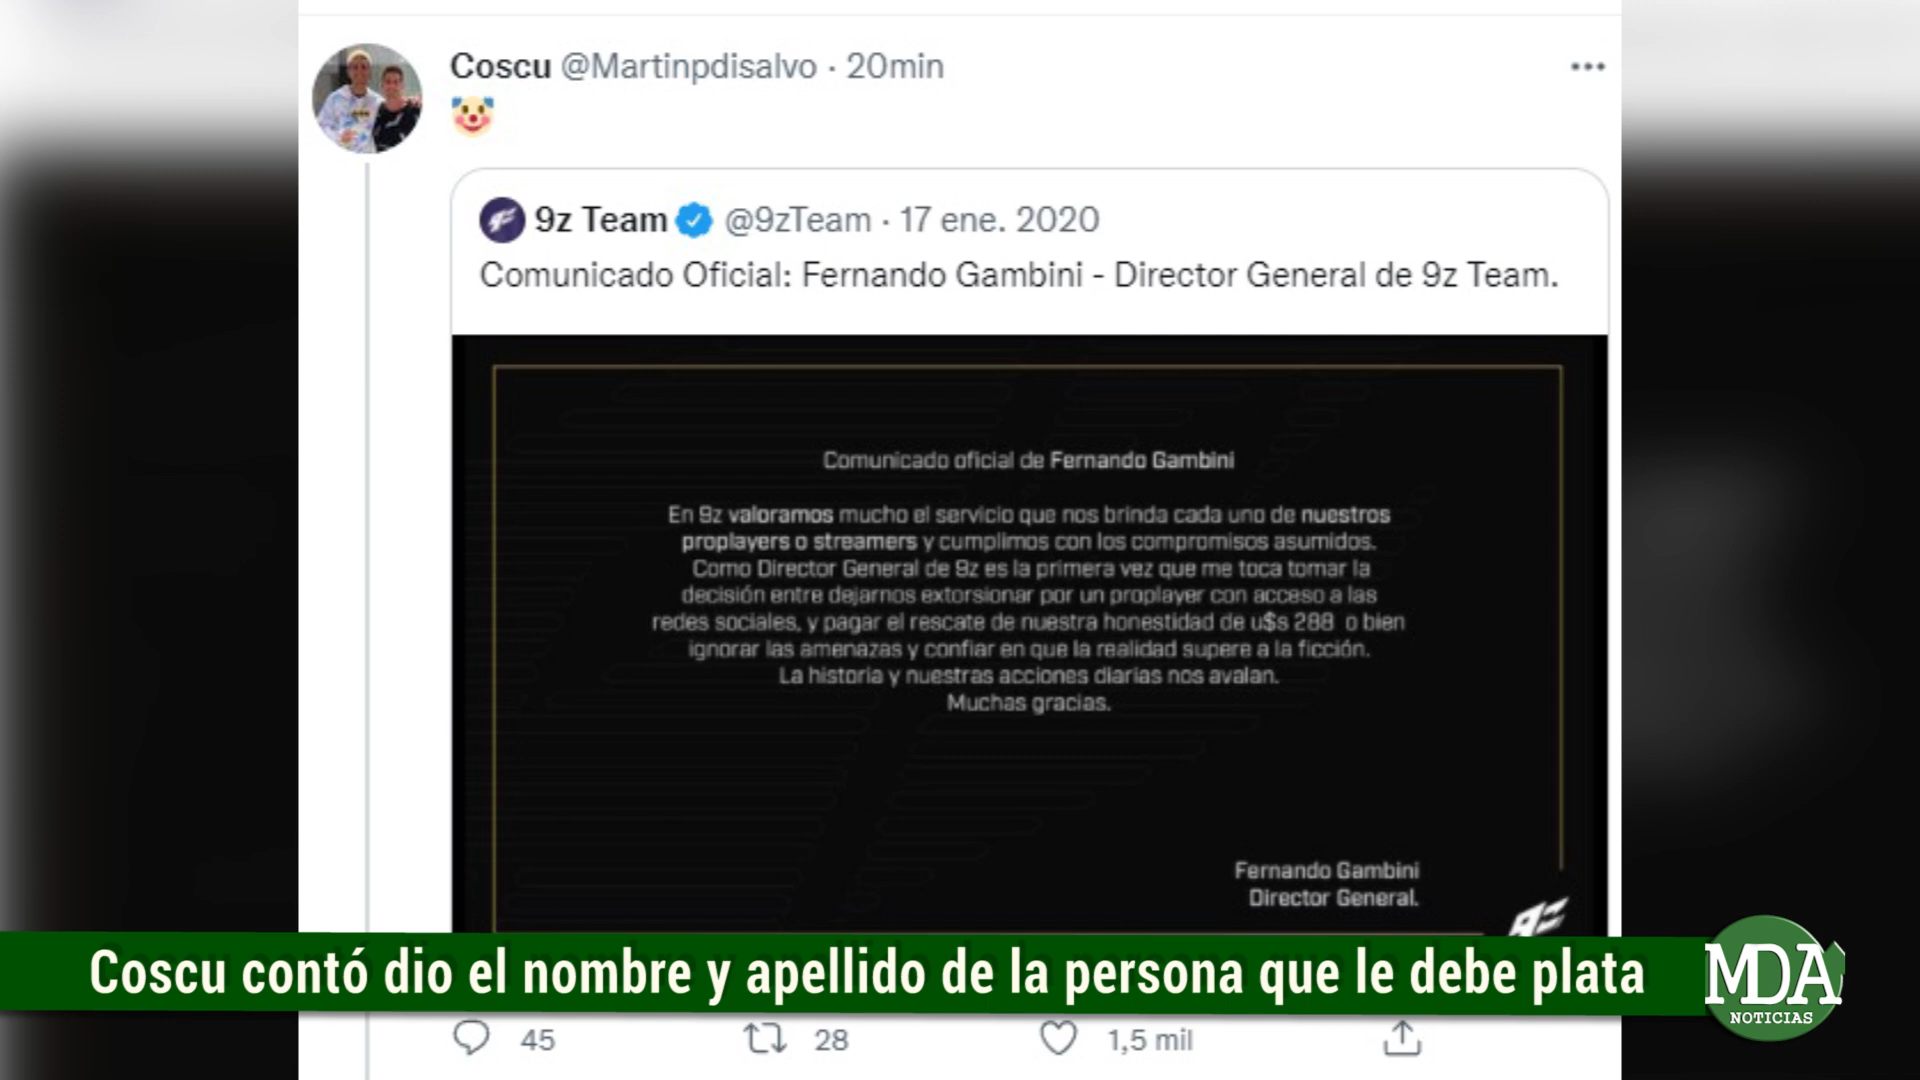 Coscu @Martinpdisalvo · 20min
🤡
9z Team @9zTeam · 17 ene. 2020
Comunicado Oficial: Fernando Gambini - Director General de 9z Team.
Comunicado oficial de Fernando Gambini
En 9z valoramos mucho el servicio que nos brinda cada uno de nuestros
proplayers o streamers y cumplimos con los compromisos asumidos.
Como Director General de 9z es la primera vez que me toca tomar la
decisión entre dejarnos extorsionar por un proplayer con acceso a las
redes sociales, y pagar el rescate de nuestra honestidad de u$s 288 o bien
ignorar las amenazas y confiar en que la realidad supere a la ficción.
La historia y nuestras acciones diarias nos avalan.
Muchas gracias.
Fernando Gambini
Director General.
Coscu contó dio el nombre y apellido de la persona que le debe plata
MDA
NOTICIAS
45 28 1,5 mil